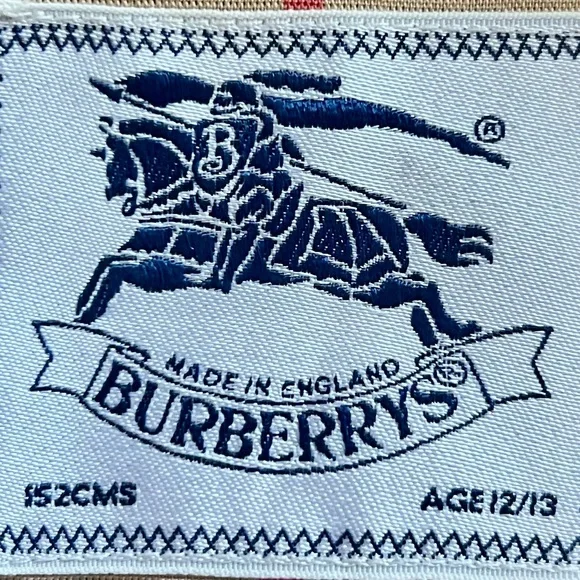 ®
B
MADE IN ENGLAND
BURBERRYS®
152CMS AGE 12/13